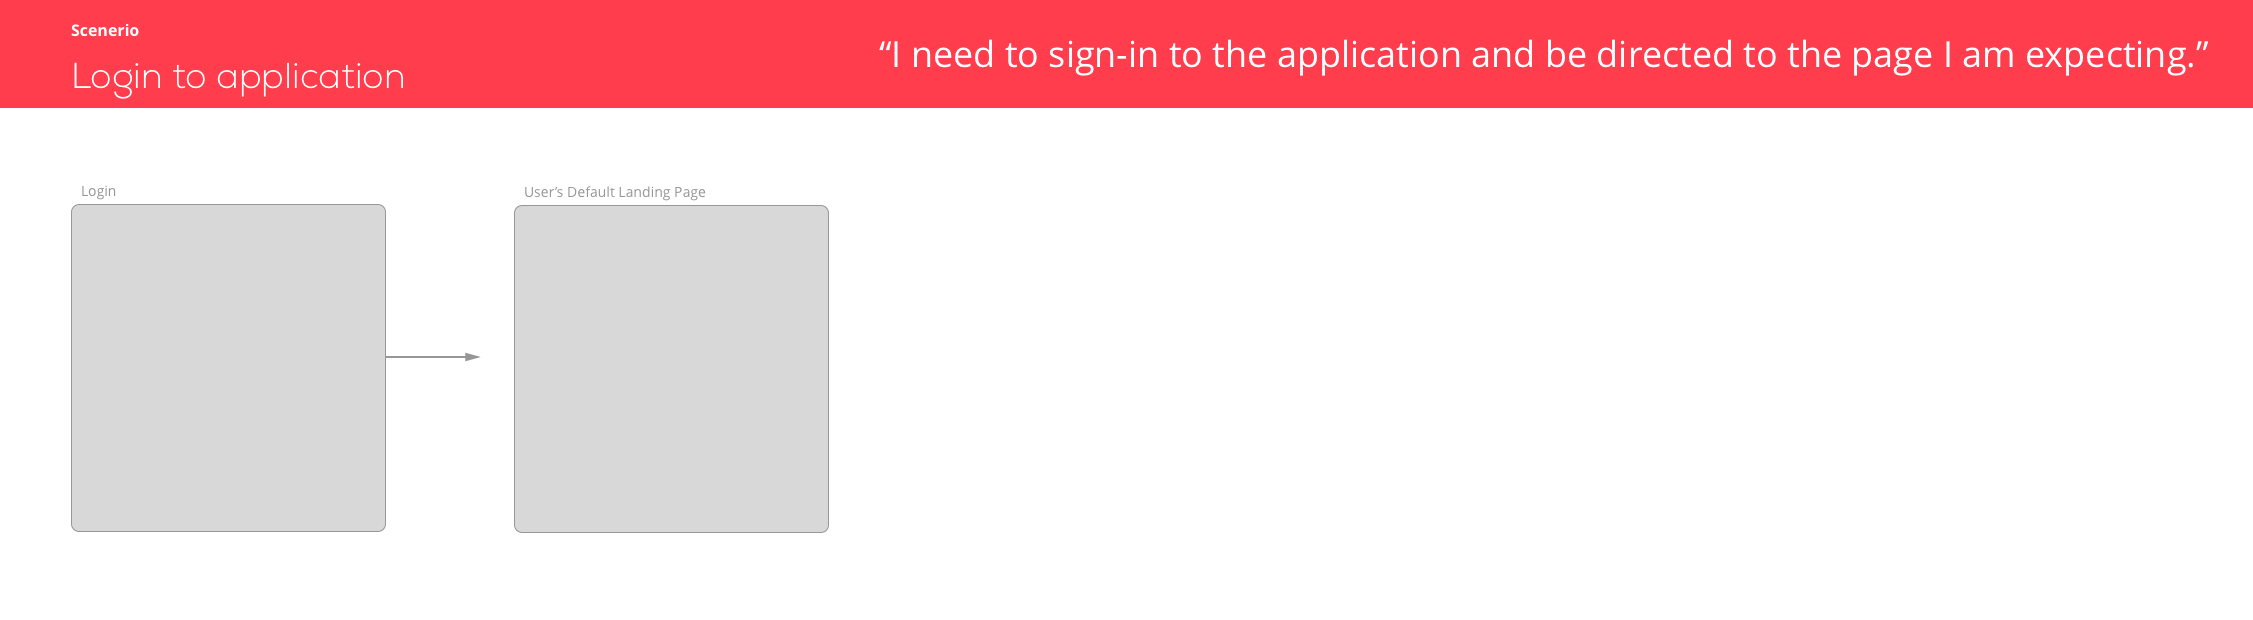 Scenerio
Login to application
“I need to sign-in to the application and be directed to the page I am expecting.”
Login
User’s Default Landing Page